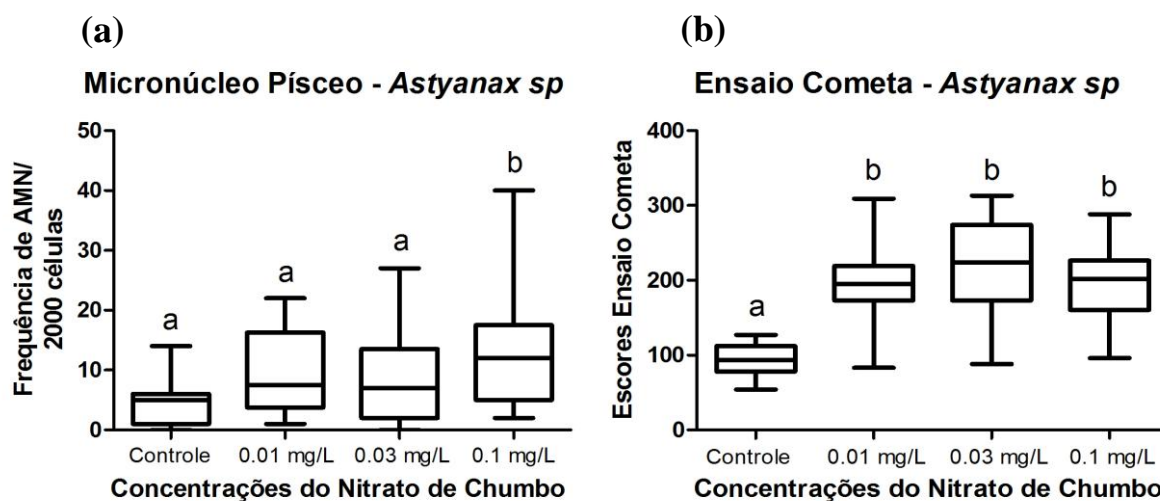 (a)
Micronúcleo Písceo - Astyanax sp
Frequência de AMN/
2000 células
50
40
30
20
10
0
a
a
a
b
Controle
0.01 mg/L
0.03 mg/L
0.1 mg/L
Concentrações do Nitrato de Chumbo
(b)
Ensaio Cometa - Astyanax sp
Escores Ensaio Cometa
400
300
200
100
0
a
b
b
b
Controle
0.01 mg/L
0.03 mg/L
0.1 mg/L
Concentrações do Nitrato de Chumbo